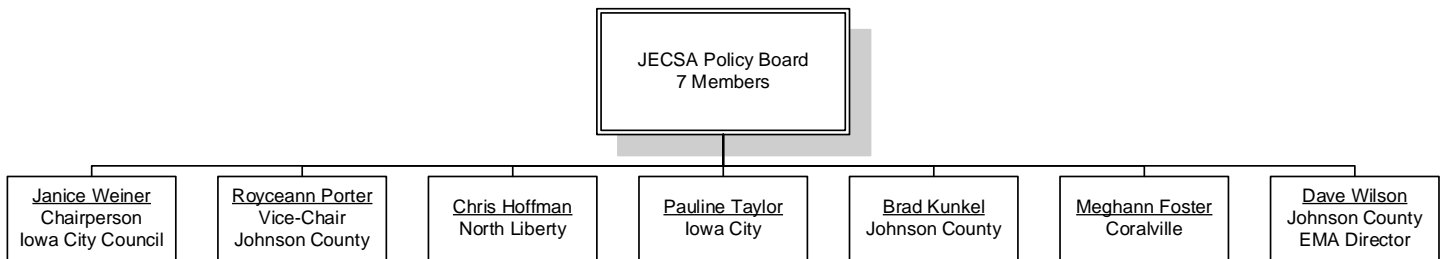 JECSA Policy Board
7 Members
Janice Weiner
Chairperson
Iowa City Council
Royceann Porter
Vice-Chair
Johnson County
Chris Hoffman
North Liberty
Pauline Taylor
Iowa City
Brad Kunkel
Johnson County
Meghann Foster
Coralville
Dave Wilson
Johnson County
EMA Director